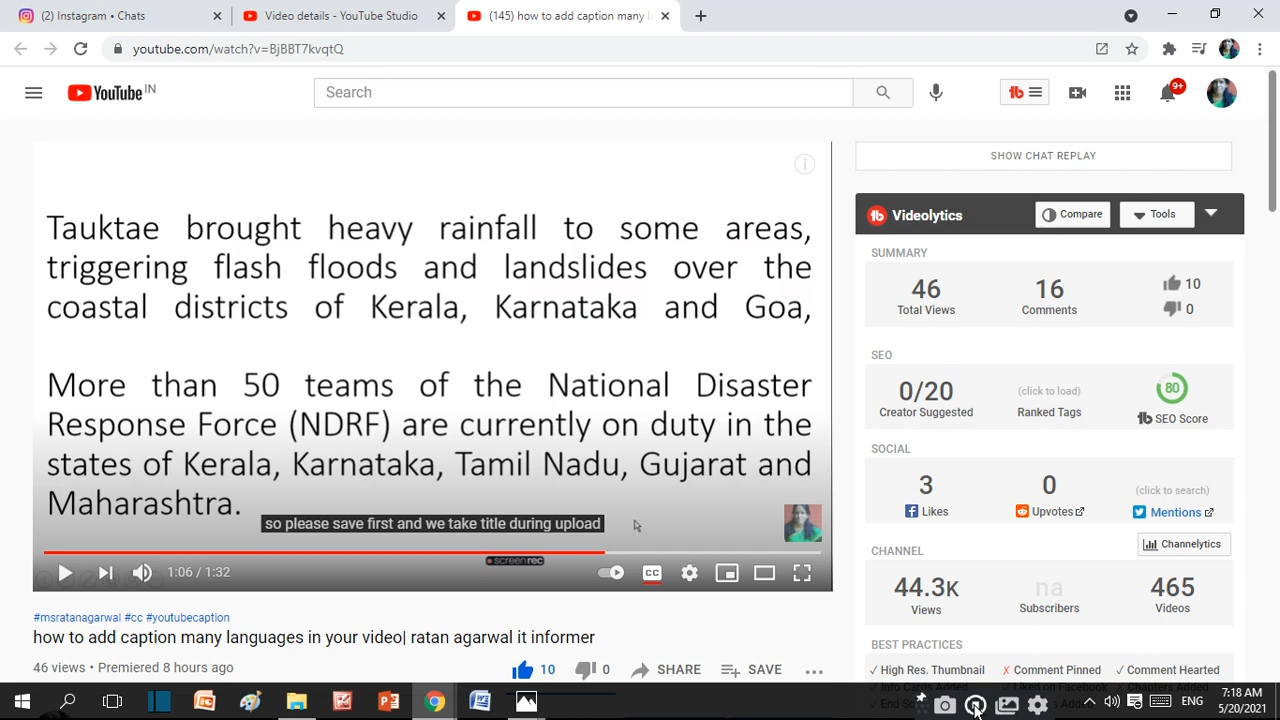 (2) Instagram • Chats
Video details - YouTube Studio
(145) how to add caption many l
youtube.com/watch?v=BjBBT7kvqtQ
YouTube IN
Search
9+
SHOW CHAT REPLAY
Tauktae brought heavy rainfall to some areas,
triggering flash floods and landslides over the
coastal districts of Kerala, Karnataka and Goa,
More than 50 teams of the National Disaster
Response Force (NDRF) are currently on duty in the
states of Kerala, Karnataka, Tamil Nadu, Gujarat and
Maharashtra.
so please save first and we take title during upload
screenrec
1:06 / 1:32
CC
#msratanagarwal #cc #youtubecaption
how to add caption many languages in your video| ratan agarwal it informer
46 views • Premiered 8 hours ago
10
0
SHARE
SAVE
Videolytics
Compare
Tools
SUMMARY
46
Total Views
16
Comments
10
0
SEO
0/20
Creator Suggested
(click to load)
Ranked Tags
80
tb SEO Score
SOCIAL
3
Likes
0
Upvotes
(click to search)
Mentions
CHANNEL
Channelytics
44.3K
Views
na
Subscribers
465
Videos
BEST PRACTICES
✓ High Res. Thumbnail
✗ Comment Pinned
✓ Comment Hearted
ENG
7:18 AM
5/20/2021